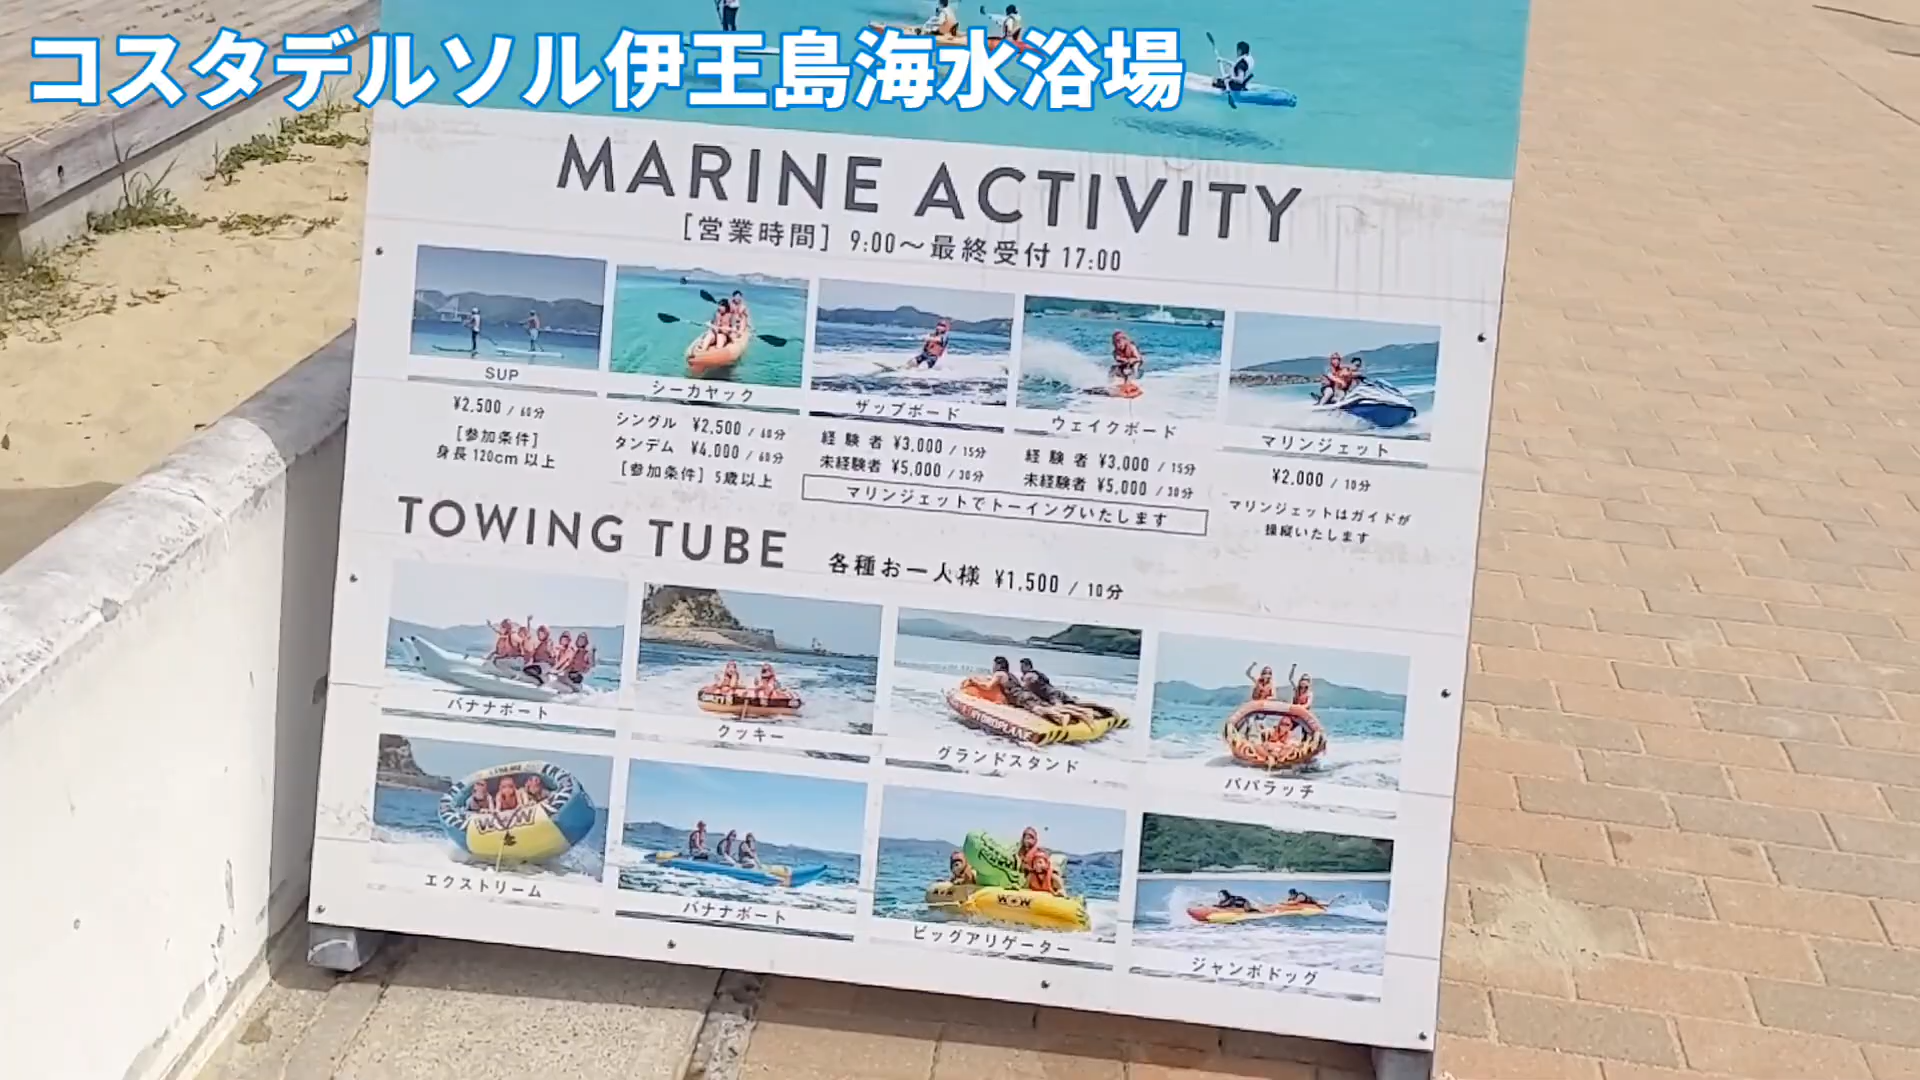 コスタデルソル伊王島海水浴場
MARINE ACTIVITY
[営業時間] 9:00～最終受付 17:00
SUP
¥2,500 / 60分
[参加条件]
身長120cm以上
シーカヤック
シングル ¥2,500 / 60分
タンデム ¥4,000 / 60分
[参加条件] 5歳以上
ザップボード
経験者 ¥3,000 / 15分
未経験者 ¥5,000 / 30分
ウェイクボード
経験者 ¥3,000 / 15分
未経験者 ¥5,000 / 30分
マリンジェットでトーイングいたします
マリンジェット
¥2,000 / 10分
マリンジェットはガイドが
操縦いたします
TOWING TUBE
各種お一人様 ¥1,500 / 10分
バナナボート
クッキー
グランドスタンド
パパラッチ
エクストリーム
バナナボート
ビッグアリゲーター
ジャンボドッグ